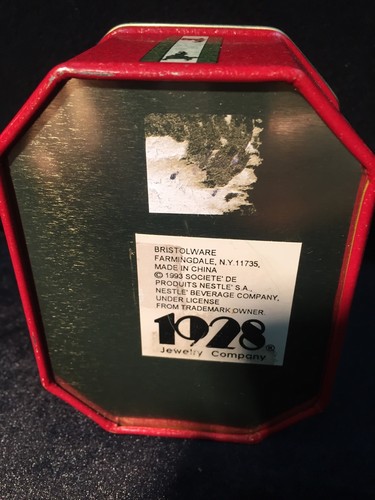 BRISTOLWARE
FARMINGDALE, N.Y. 11735,
MADE IN CHINA
© 1993 SOCIETE' DE
PRODUITS NESTLE' S.A.,
NESTLE' BEVERAGE COMPANY,
UNDER LICENSE
FROM TRADEMARK OWNER.
1928®
Jewelry Company